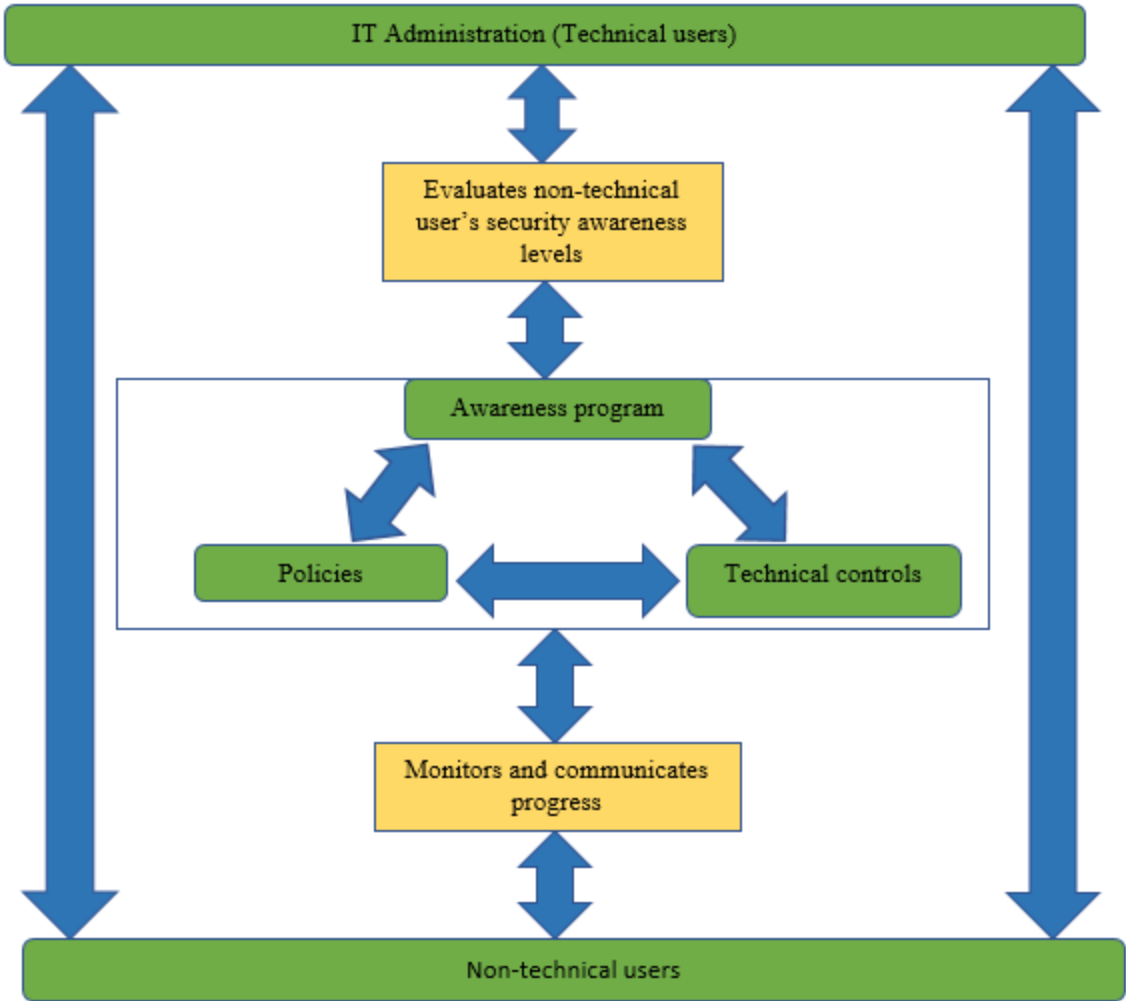 IT Administration (Technical users)
Evaluates non-technical
user's security awareness
levels
Awareness program
Policies
Technical controls
Monitors and communicates
progress
Non-technical users